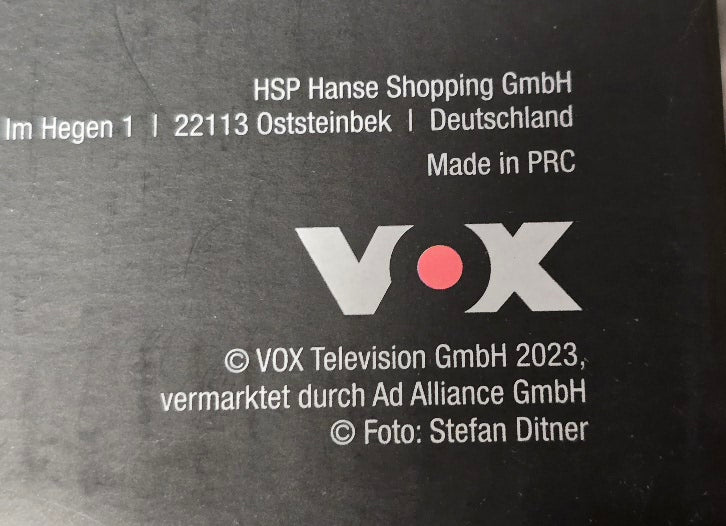 HSP Hanse Shopping GmbH
Im Hegen 1 | 22113 Oststeinbek | Deutschland
Made in PRC
VOX
© VOX Television GmbH 2023,
vermarktet durch Ad Alliance GmbH
© Foto: Stefan Ditner